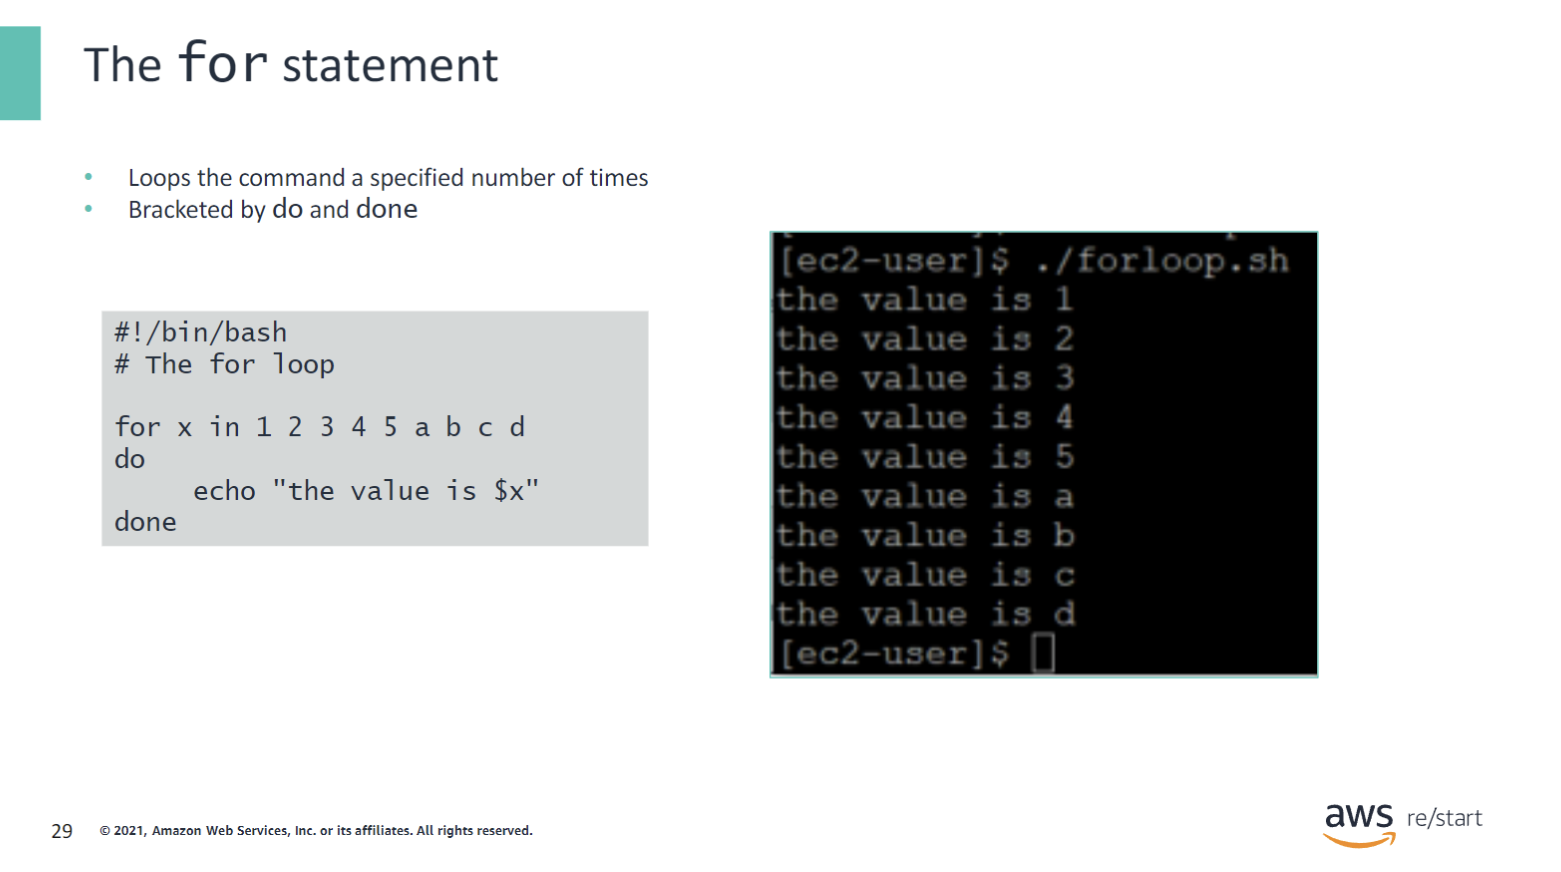 The for statement
• Loops the command a specified number of times
• Bracketed by do and done
#!/bin/bash
# The for loop
for x in 1 2 3 4 5 a b c d
do
echo "the value is $x"
done
[ec2-user]$ ./forloop.sh
the value is 1
the value is 2
the value is 3
the value is 4
the value is 5
the value is a
the value is b
the value is c
the value is d
[ec2-user]$
29 © 2021, Amazon Web Services, Inc. or its affiliates. All rights reserved.
aws re/start